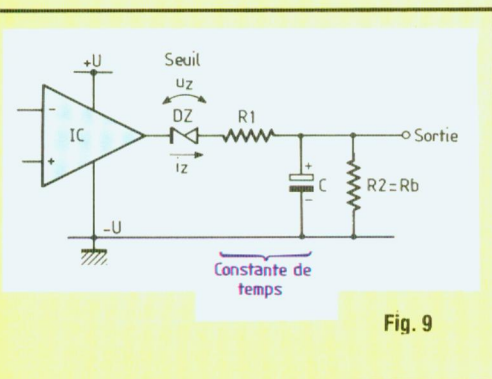 +U
Seuil
uz
DZ
R1
-
IC
+
iz
Sortie
+
C
-
R2=Rb
-U
Constante de
temps
Fig. 9